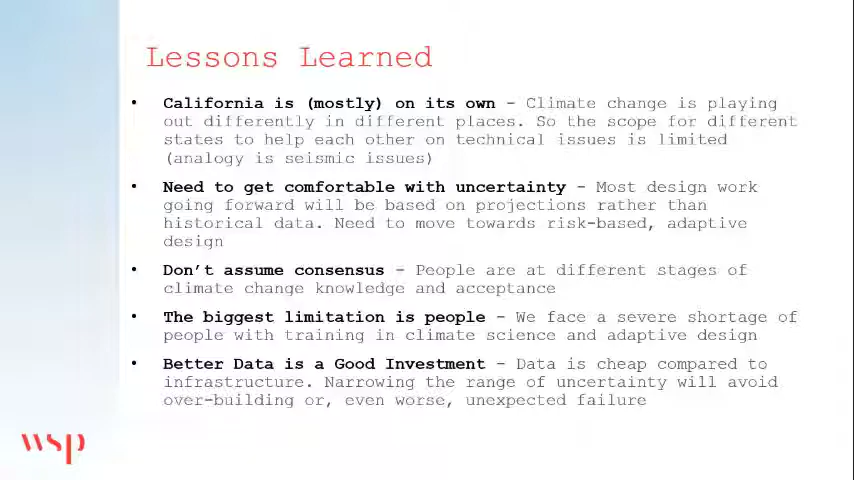 Lessons Learned
• California is (mostly) on its own – Climate change is playing
out differently in different places. So the scope for different
states to help each other on technical issues is limited
(analogy is seismic issues)
• Need to get comfortable with uncertainty – Most design work
going forward will be based on projections rather than
historical data. Need to move towards risk-based, adaptive
design
• Don't assume consensus – People are at different stages of
climate change knowledge and acceptance
• The biggest limitation is people – We face a severe shortage of
people with training in climate science and adaptive design
• Better Data is a Good Investment – Data is cheap compared to
infrastructure. Narrowing the range of uncertainty will avoid
over-building or, even worse, unexpected failure
wsp